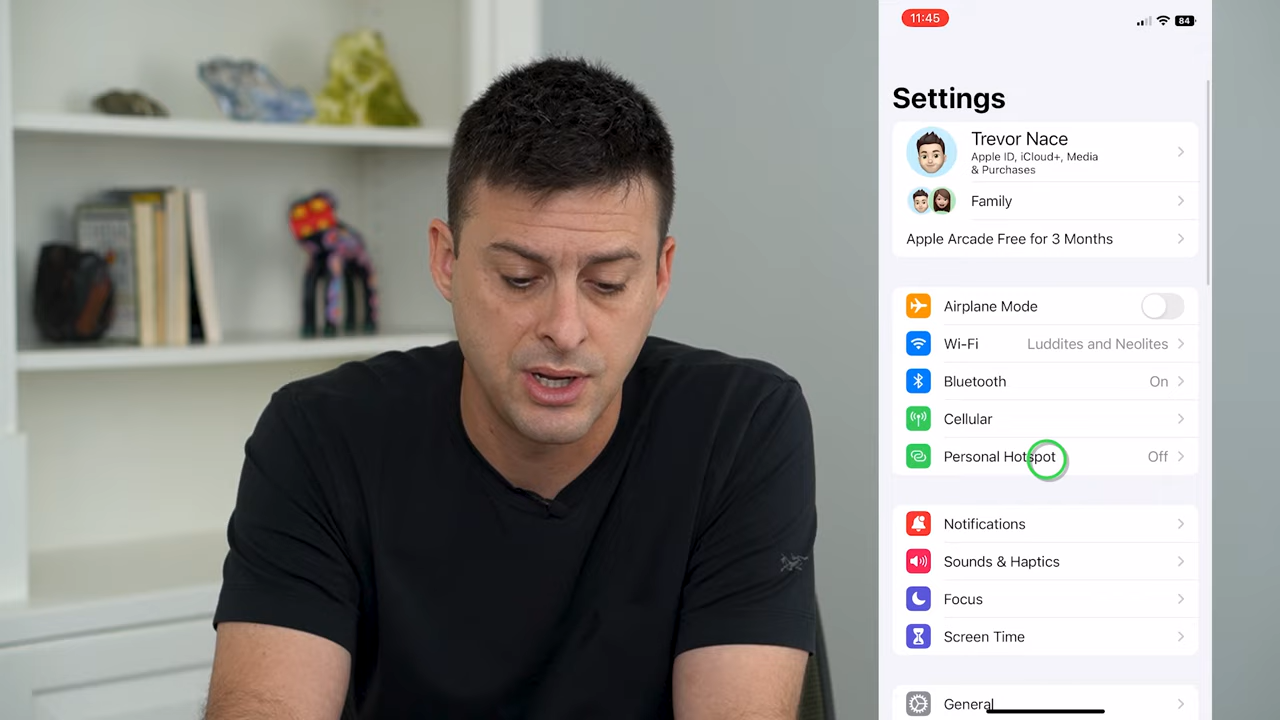 11:45
84
Settings
Trevor Nace
Apple ID, iCloud+, Media
& Purchases
Family
Apple Arcade Free for 3 Months
Airplane Mode
Wi-Fi Luddites and Neolites
Bluetooth On
Cellular
Personal Hotspot Off
Notifications
Sounds & Haptics
Focus
Screen Time
General